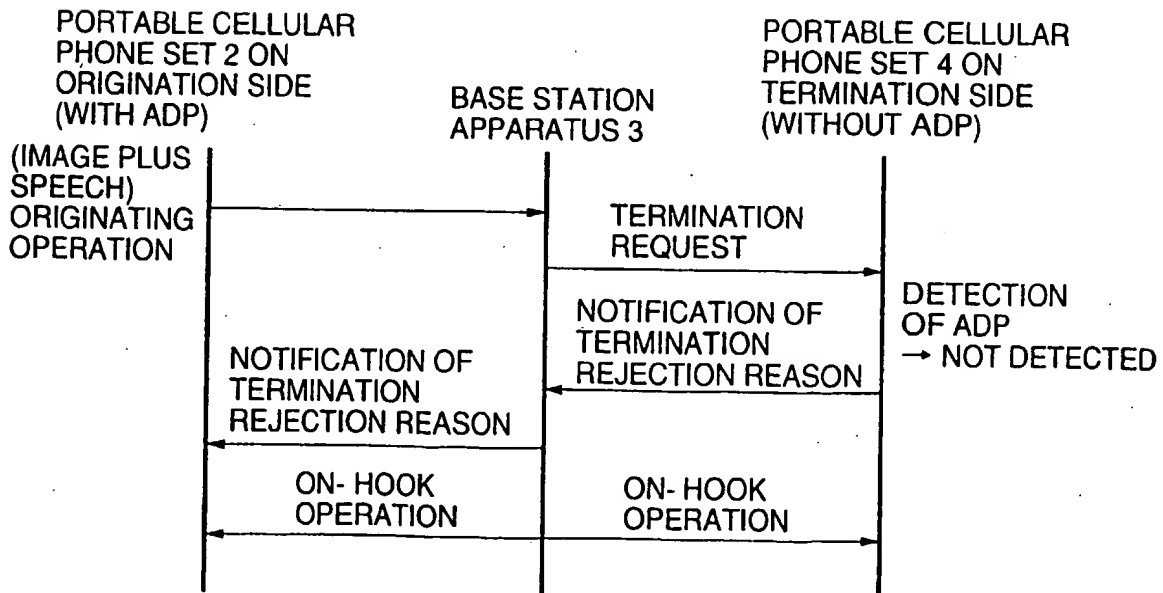 PORTABLE CELLULAR
PHONE SET 2 ON
ORIGINATION SIDE
(WITH ADP)
BASE STATION
APPARATUS 3
PORTABLE CELLULAR
PHONE SET 4 ON
TERMINATION SIDE
(WITHOUT ADP)
(IMAGE PLUS
SPEECH)
ORIGINATING
OPERATION
TERMINATION
REQUEST
DETECTION
OF ADP
→ NOT DETECTED
NOTIFICATION OF
TERMINATION
REJECTION REASON
NOTIFICATION OF
TERMINATION
REJECTION REASON
ON- HOOK
OPERATION
ON- HOOK
OPERATION